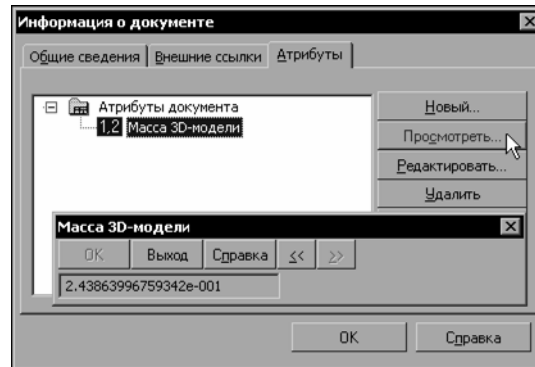 Информация о документе
Общие сведения Внешние ссылки Атрибуты
Атрибуты документа
1,2 Масса 3D-модели
Новый...
Просмотреть...
Редактировать...
Удалить
Масса 3D-модели
OK Выход Справка << >>
2.43863996759342e-001
OK Справка